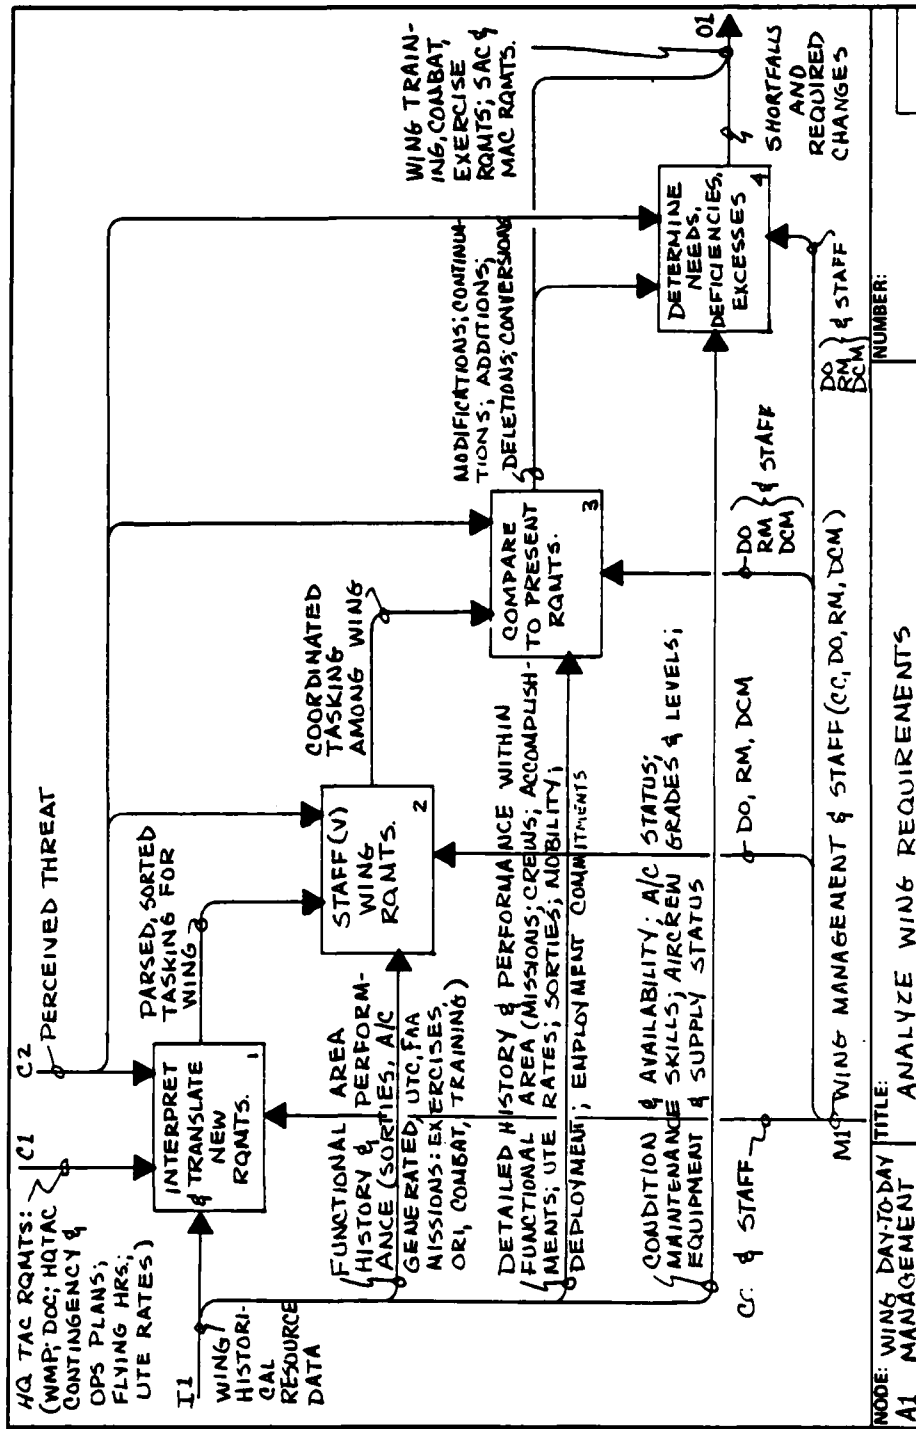 HQ TAC RQMTS:
(WMP; DOC; HQTAC
CONTINGENCY &
OPS PLANS;
FLYING HRS;
UTE RATES)
C1
C2
PERCEIVED THREAT
I1
WING
HISTORI-
CAL
RESOURCE
DATA
INTERPRET
& TRANSLATE
NEW
RQMTS.
1
PARSED, SORTED
TASKING FOR
WING
FUNCTIONAL AREA
HISTORY & PERFORM-
ANCE (SORTIES, A/C
GENERATED, UTC, FAA
MISSIONS: EXERCISES,
ORI, COMBAT, TRAINING)
STAFF(V)
WING
RQMTS.
2
COORDINATED
TASKING
AMONG WING
DETAILED HISTORY & PERFORMANCE WITHIN
FUNCTIONAL AREA (MISSIONS; CREWS; ACCOMPLISH-
MENTS; UTE RATES; SORTIES; MOBILITY;
DEPLOYMENT; EMPLOYMENT COMMITMENTS
COMPARE
TO PRESENT
RQMTS.
3
MODIFICATIONS; CONTINUA-
TIONS; ADDITIONS;
DELETIONS; CONVERSIONS
CONDITION & AVAILABILITY; A/C STATUS;
MAINTENANCE SKILLS; AIRCREW GRADES & LEVELS;
EQUIPMENT & SUPPLY STATUS
DETERMINE
NEEDS,
DEFICIENCIES,
EXCESSES
4
WING TRAIN-
ING, COMBAT,
EXERCISE
RQMTS; SAC &
MAC RQMTS.
O1
SHORTFALLS
AND
REQUIRED
CHANGES
CC & STAFF
DO, RM, DCM
DO
RM } & STAFF
DCM
DO
RM } & STAFF
DCM
M1 WING MANAGEMENT & STAFF (CC, DO, RM, DCM)
NODE: WING DAY-TO-DAY
A1 MANAGEMENT
TITLE:
ANALYZE WING REQUIREMENTS
NUMBER: